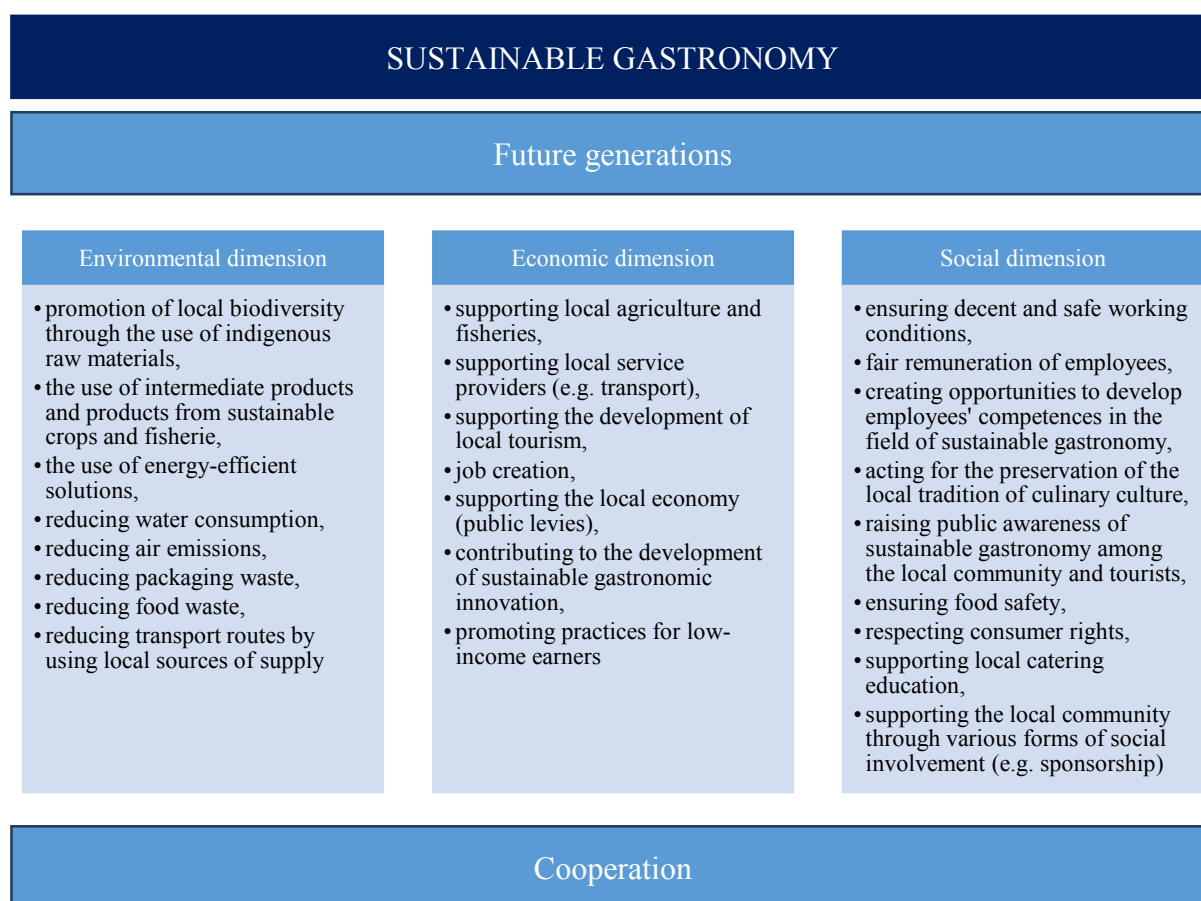 SUSTAINABLE GASTRONOMY
Future generations
Environmental dimension
• promotion of local biodiversity
through the use of indigenous
raw materials,
• the use of intermediate products
and products from sustainable
crops and fisherie,
• the use of energy-efficient
solutions,
• reducing water consumption,
• reducing air emissions,
• reducing packaging waste,
• reducing food waste,
• reducing transport routes by
using local sources of supply
Economic dimension
• supporting local agriculture and
fisheries,
• supporting local service
providers (e.g. transport),
• supporting the development of
local tourism,
• job creation,
• supporting the local economy
(public levies),
• contributing to the development
of sustainable gastronomic
innovation,
• promoting practices for low-
income earners
Social dimension
• ensuring decent and safe working
conditions,
• fair remuneration of employees,
• creating opportunities to develop
employees' competences in the
field of sustainable gastronomy,
• acting for the preservation of the
local tradition of culinary culture,
• raising public awareness of
sustainable gastronomy among
the local community and tourists,
• ensuring food safety,
• respecting consumer rights,
• supporting local catering
education,
• supporting the local community
through various forms of social
involvement (e.g. sponsorship)
Cooperation